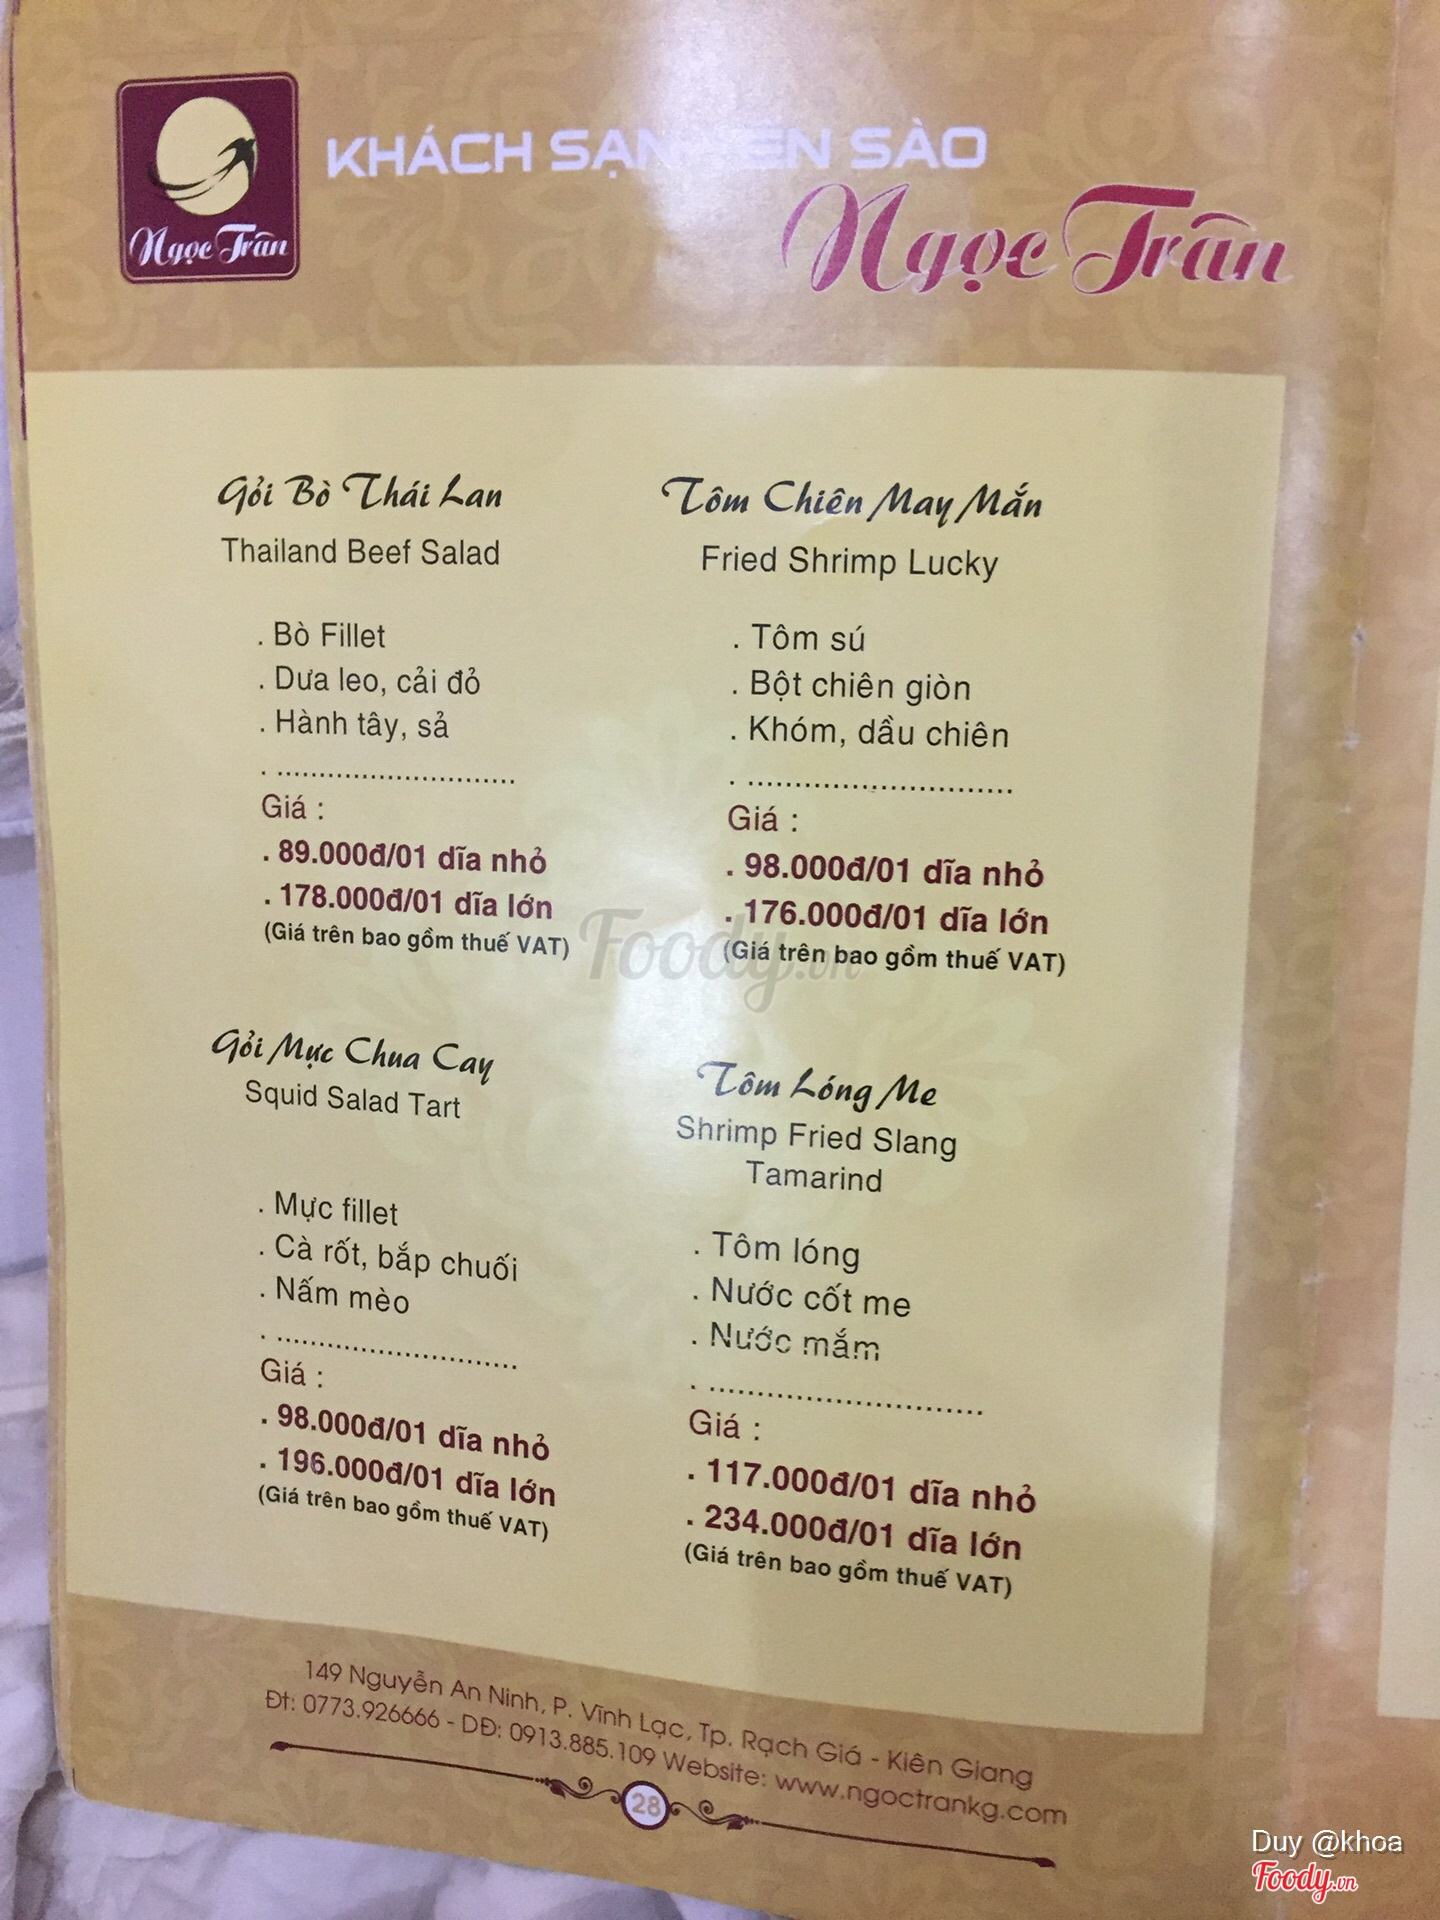 Ngọc Trân
KHÁCH SẠN YẾN SÀO
Ngọc Trân
Gỏi Bò Thái Lan
Thailand Beef Salad
. Bò Fillet
. Dưa leo, cải đỏ
. Hành tây, sả
. ............................
Giá :
. 89.000đ/01 dĩa nhỏ
. 178.000đ/01 dĩa lớn
(Giá trên bao gồm thuế VAT)
Tôm Chiên May Mắn
Fried Shrimp Lucky
. Tôm sú
. Bột chiên giòn
. Khóm, dầu chiên
. ............................
Giá :
. 98.000đ/01 dĩa nhỏ
. 176.000đ/01 dĩa lớn
(Giá trên bao gồm thuế VAT)
Foody.vn
Gỏi Mực Chua Cay
Squid Salad Tart
. Mực fillet
. Cà rốt, bắp chuối
. Nấm mèo
. ............................
Giá :
. 98.000đ/01 dĩa nhỏ
. 196.000đ/01 dĩa lớn
(Giá trên bao gồm thuế VAT)
Tôm Lóng Me
Shrimp Fried Slang
Tamarind
. Tôm lóng
. Nước cốt me
. Nước mắm
. ............................
Giá :
. 117.000đ/01 dĩa nhỏ
. 234.000đ/01 dĩa lớn
(Giá trên bao gồm thuế VAT)
149 Nguyễn An Ninh, P. Vĩnh Lạc, Tp. Rạch Giá - Kiên Giang
Đt: 0773.926666 - DĐ: 0913.885.109 Website: www.ngoctrankg.com
28
Duy @khoa
Foody.vn